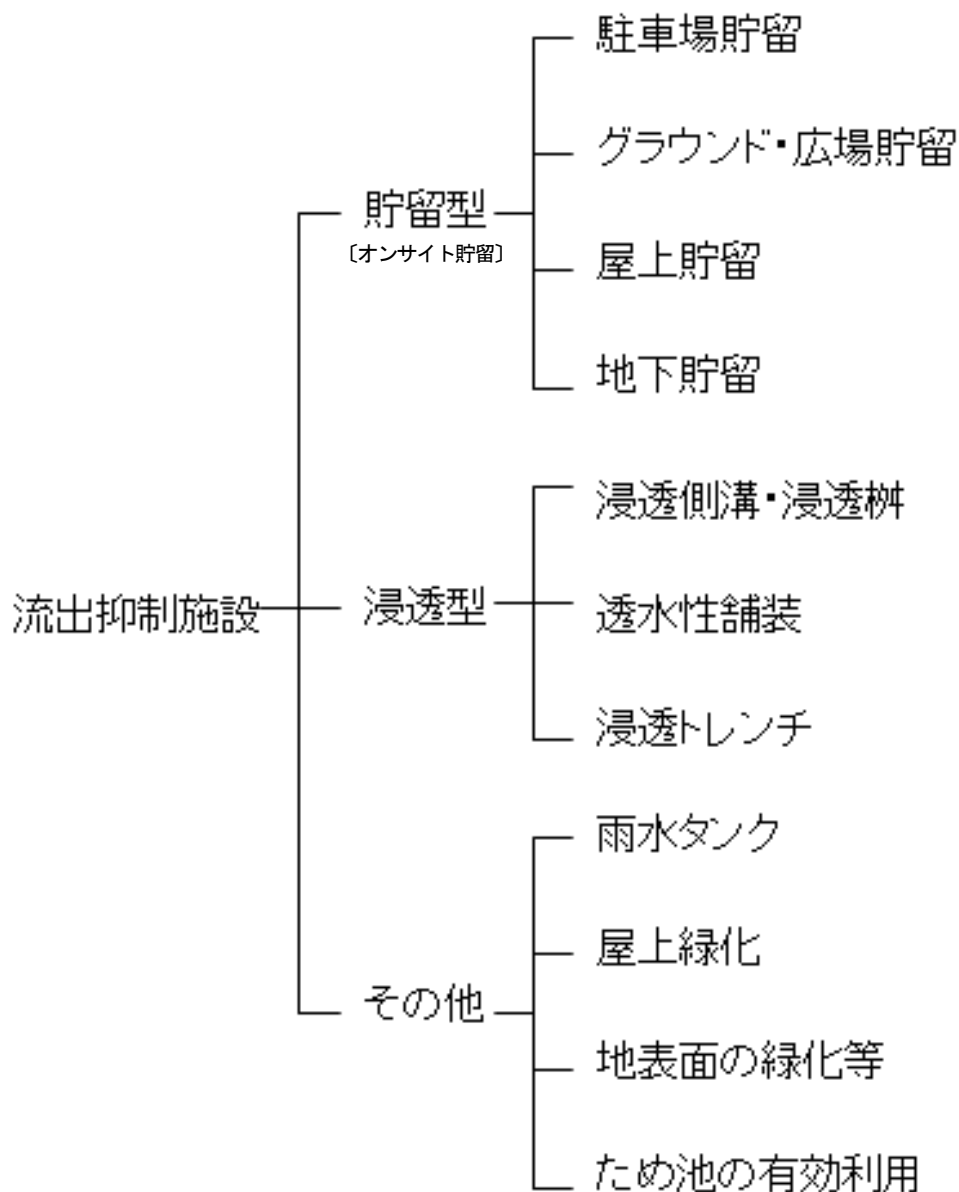 流出抑制施設
貯留型
〔オンサイト貯留〕
駐車場貯留
グラウンド・広場貯留
屋上貯留
地下貯留
浸透型
浸透側溝・浸透桝
透水性舗装
浸透トレンチ
その他
雨水タンク
屋上緑化
地表面の緑化等
ため池の有効利用